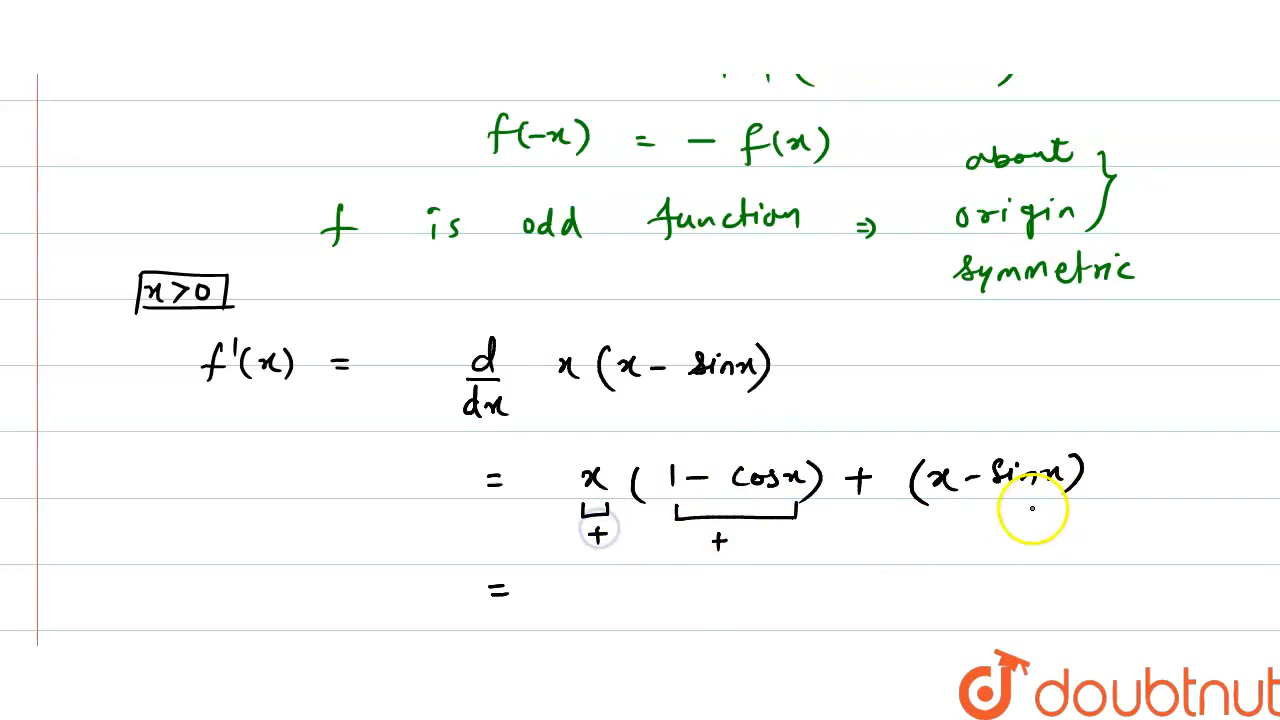 f(-x) = - f(x)
about
origin
symmetric
f is odd function ⇒
x>0
f'(x) = d/dx x (x - sinx)
= x (1 - cosx) + (x - sinx)
+ +
=
doubtnut